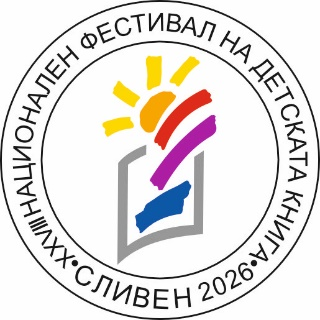 XXVIII НАЦИОНАЛЕН ФЕСТИВАЛ НА ДЕТСКАТА КНИГА
• СЛИВЕН 2026 •